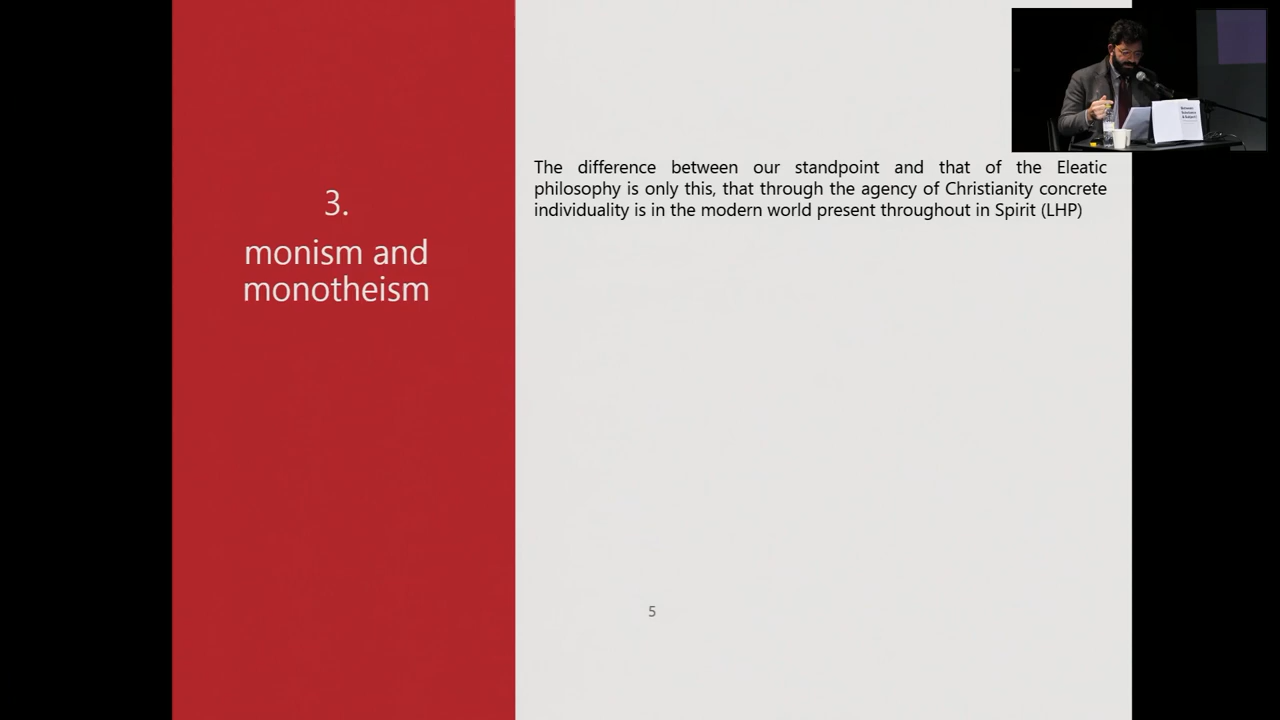 3.
monism and
monotheism
The difference between our standpoint and that of the Eleatic
philosophy is only this, that through the agency of Christianity concrete
individuality is in the modern world present throughout in Spirit (LHP)
5